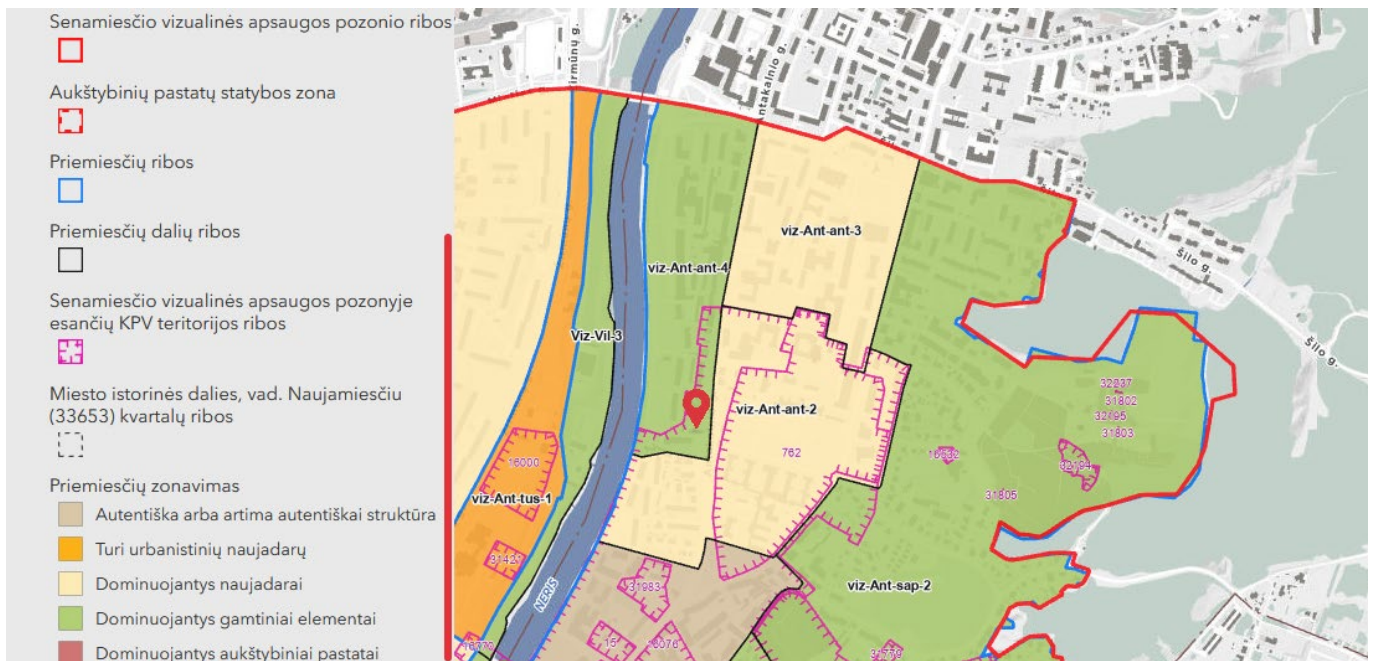 Senamiesčio vizualinės apsaugos pozonio ribos
Aukštybinių pastatų statybos zona
Priemiesčių ribos
Priemiesčių dalių ribos
Senamiesčio vizualinės apsaugos pozonyje
esančių KPV teritorijos ribos
Miesto istorinės dalies, vad. Naujamiesčiu
(33653) kvartalų ribos
Priemiesčių zonavimas
Autentiška arba artima autentiškai struktūra
Turi urbanistinių naujadarų
Dominuojantys naujadarai
Dominuojantys gamtiniai elementai
Dominuojantys aukštybiniai pastatai
viz-Ant-ant-3
viz-Ant-ant-4
Šilo g.
Viz-Vil-3
Šilo g.
32237
31802
32195
31803
viz-Ant-ant-2
762
16000
32194
viz-Ant-tus-1
31805
NERIS
31983
viz-Ant-sap-2
15
16076
31779